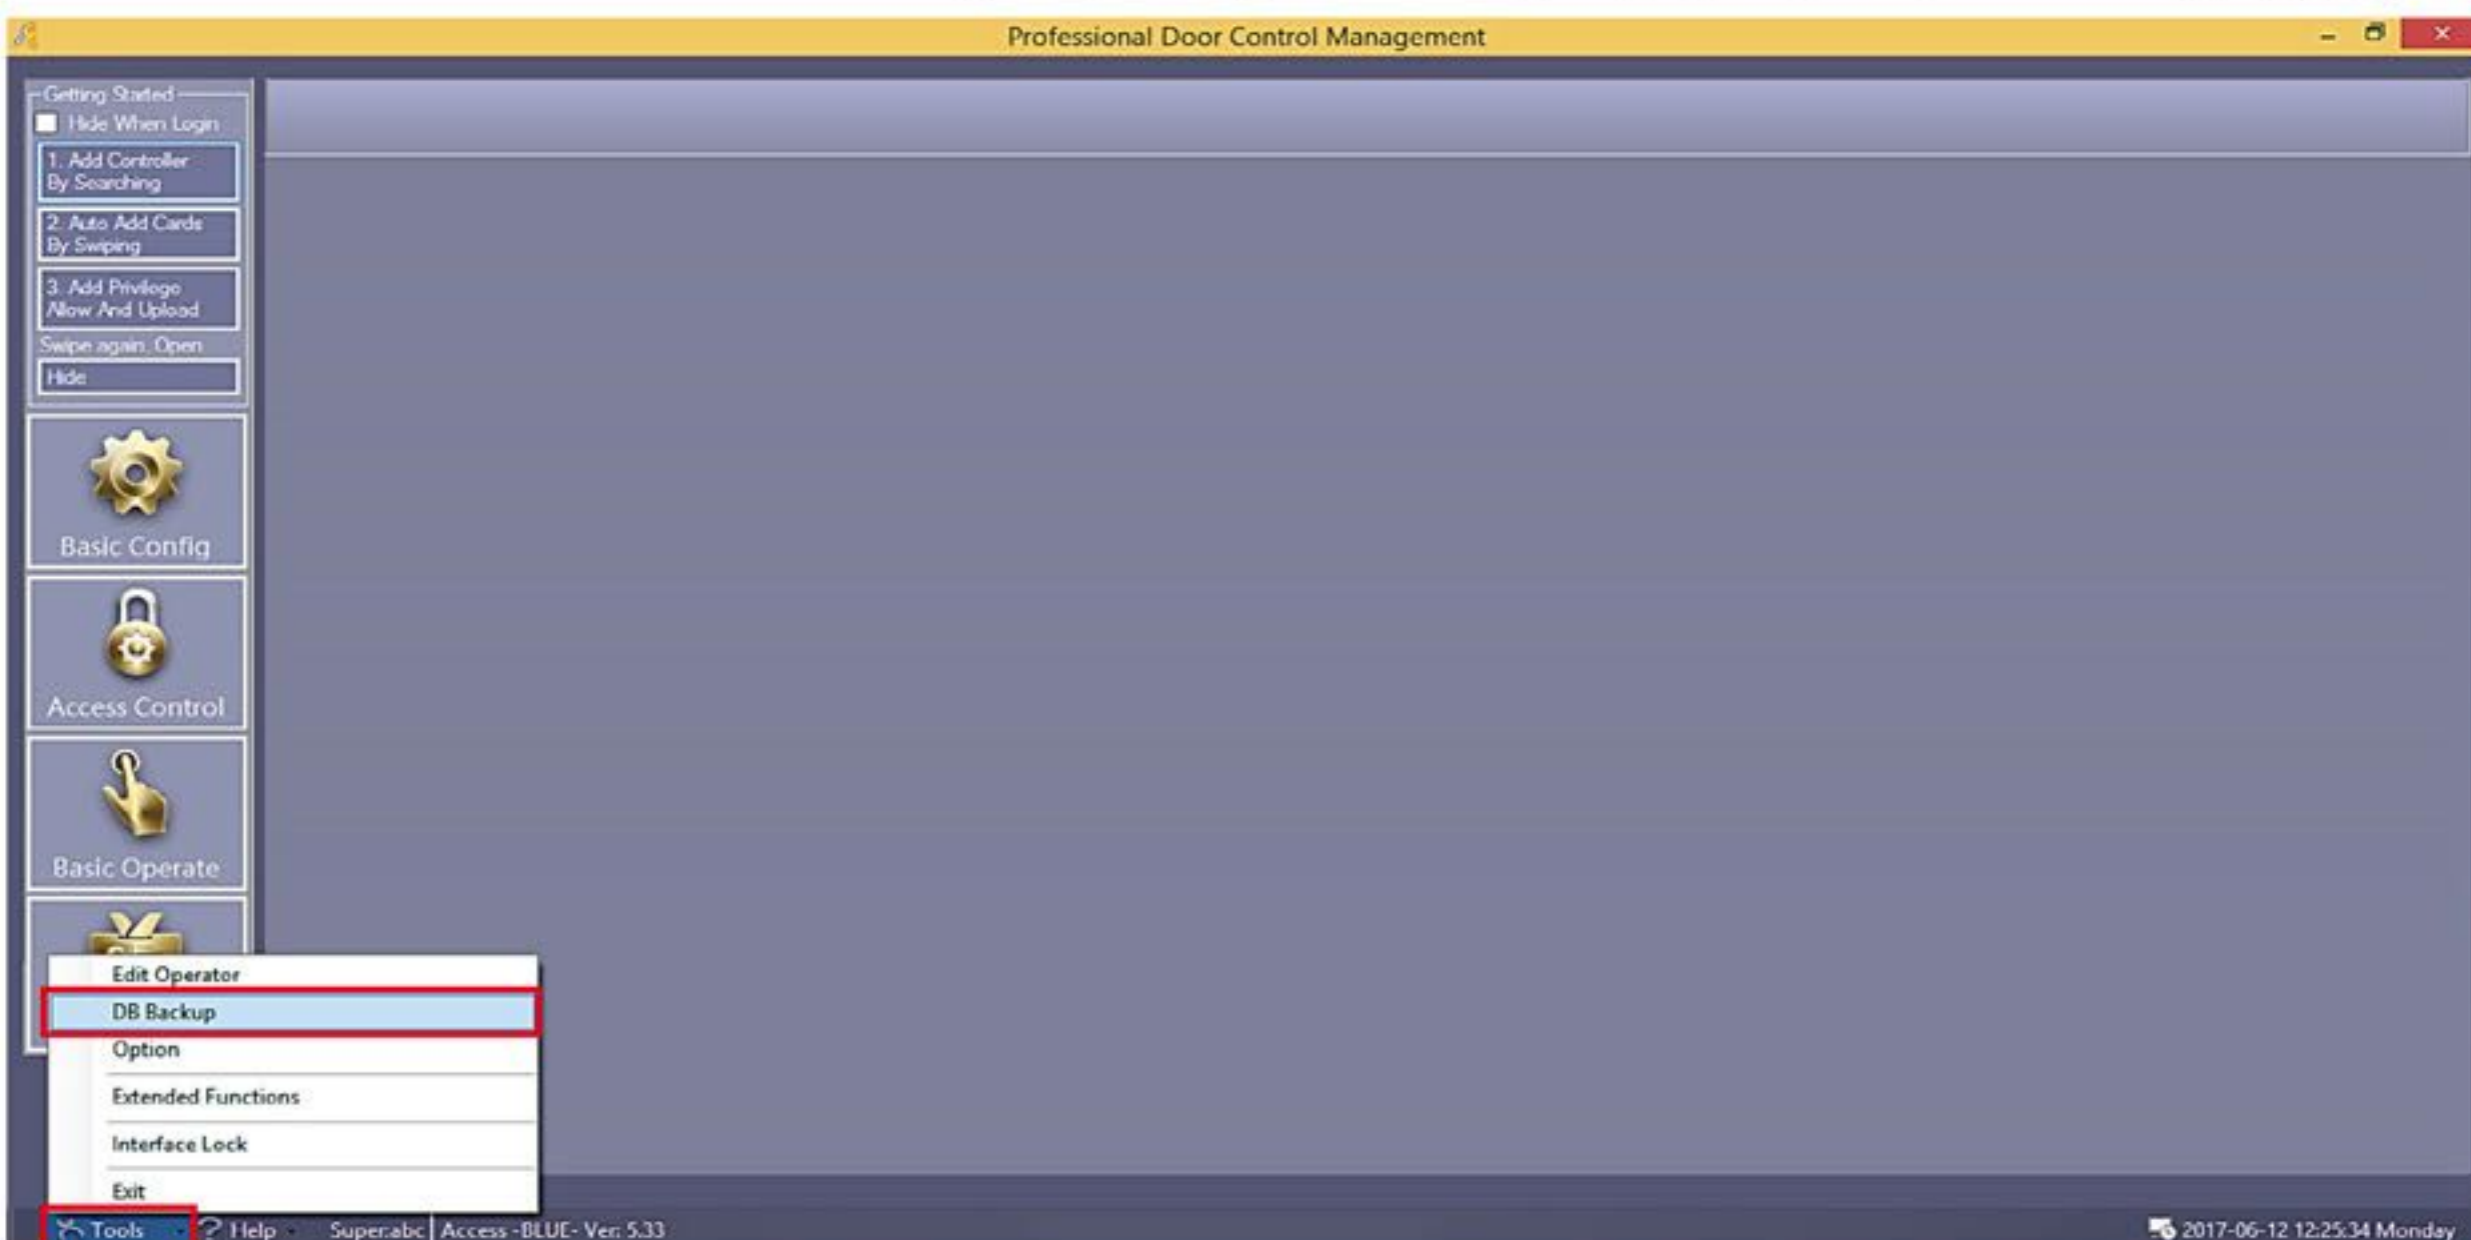 Professional Door Control Management
Getting Started
Hide When Login
1. Add Controller
By Searching
2. Auto Add Cards
By Swiping
3. Add Privilege
Allow And Upload
Swipe again, Open
Hide
Basic Config
Access Control
Basic Operate
Edit Operator
DB Backup
Option
Extended Functions
Interface Lock
Exit
Tools ? Help Super:abc Access -BLUE- Ver: 5.33 2017-06-12 12:25:34 Monday